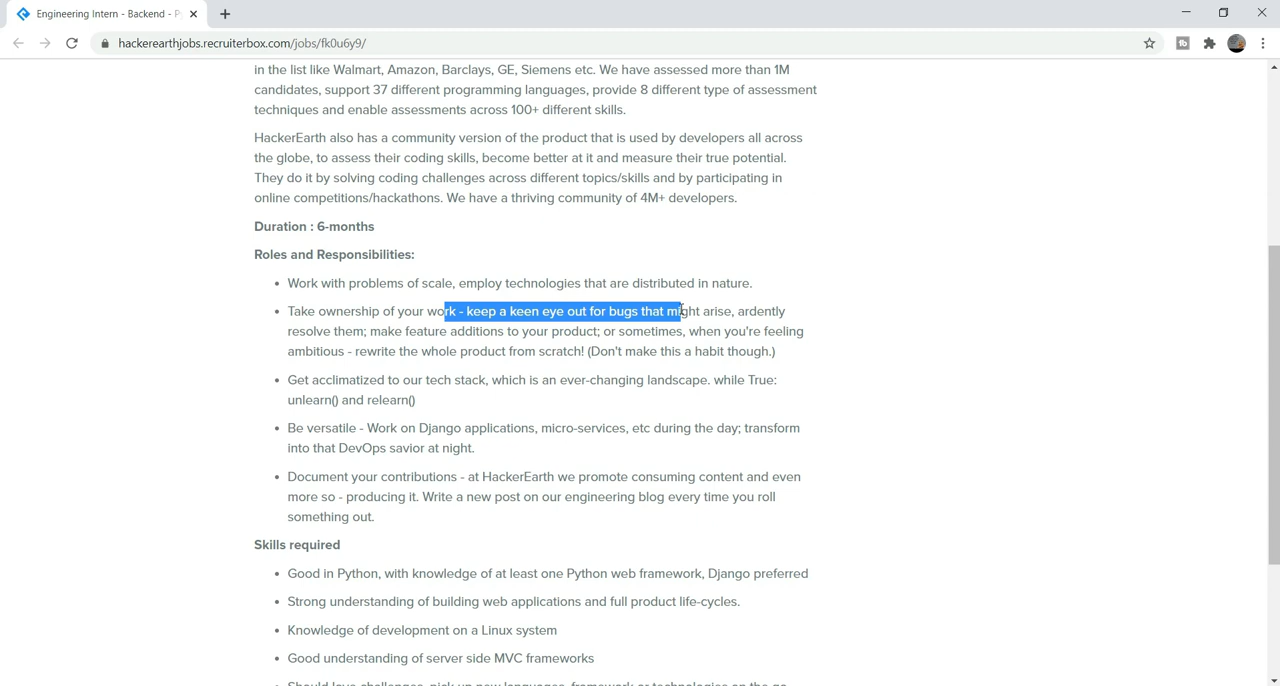 Engineering Intern - Backend - P
hackerearthjobs.recruiterbox.com/jobs/fk0u6y9/
in the list like Walmart, Amazon, Barclays, GE, Siemens etc. We have assessed more than 1M
candidates, support 37 different programming languages, provide 8 different type of assessment
techniques and enable assessments across 100+ different skills.
HackerEarth also has a community version of the product that is used by developers all across
the globe, to assess their coding skills, become better at it and measure their true potential.
They do it by solving coding challenges across different topics/skills and by participating in
online competitions/hackathons. We have a thriving community of 4M+ developers.
Duration : 6-months
Roles and Responsibilities:
• Work with problems of scale, employ technologies that are distributed in nature.
• Take ownership of your work - keep a keen eye out for bugs that might arise, ardently
resolve them; make feature additions to your product; or sometimes, when you're feeling
ambitious - rewrite the whole product from scratch! (Don't make this a habit though.)
• Get acclimatized to our tech stack, which is an ever-changing landscape. while True:
unlearn() and relearn()
• Be versatile - Work on Django applications, micro-services, etc during the day; transform
into that DevOps savior at night.
• Document your contributions - at HackerEarth we promote consuming content and even
more so - producing it. Write a new post on our engineering blog every time you roll
something out.
Skills required
• Good in Python, with knowledge of at least one Python web framework, Django preferred
• Strong understanding of building web applications and full product life-cycles.
• Knowledge of development on a Linux system
• Good understanding of server side MVC frameworks
• Should love challenges, pick up new languages, framework or technologies on the go